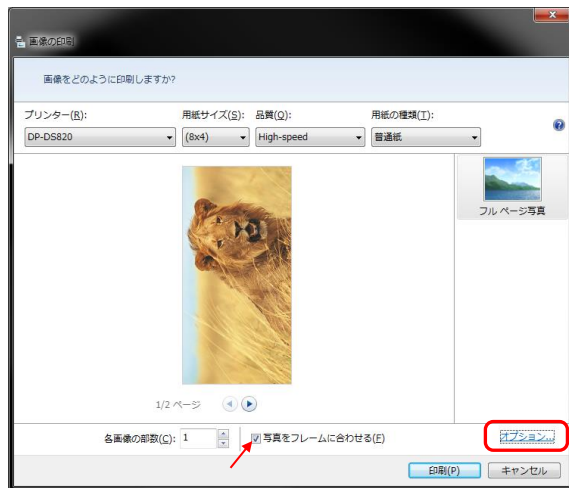 画像の印刷
画像をどのように印刷しますか?
プリンター(R): 用紙サイズ(S): 品質(Q): 用紙の種類(T):
DP-DS820 (8x4) High-speed 普通紙
フル ページ写真
1/2 ページ
各画像の部数(C): 1 写真をフレームに合わせる(F) オプション...
印刷(P) キャンセル